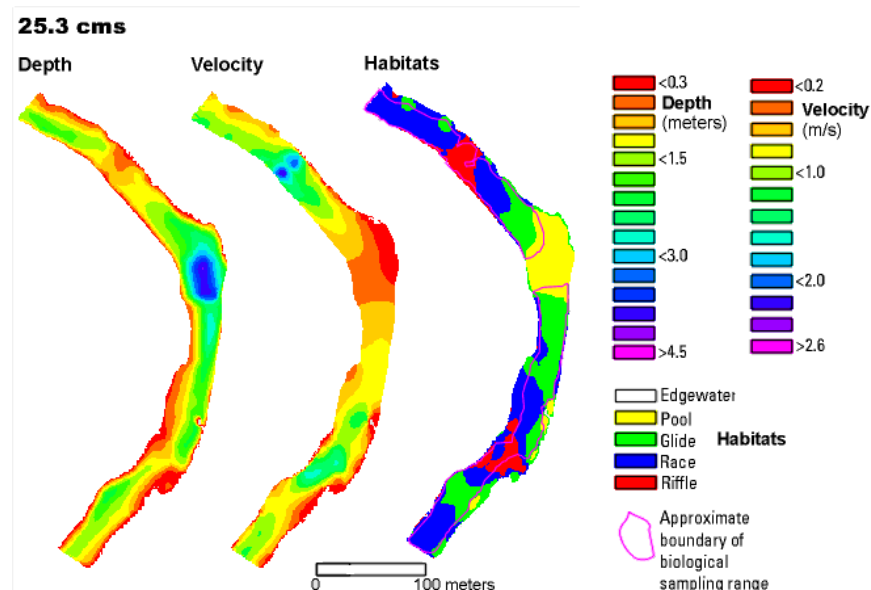 25.3 cms
Depth
Velocity
Habitats
<0.3
Depth
(meters)
<1.5
<3.0
>4.5
<0.2
Velocity
(m/s)
<1.0
<2.0
>2.6
Edgewater
Pool
Glide
Habitats
Race
Riffle
Approximate
boundary of
biological
sampling range
0
100 meters